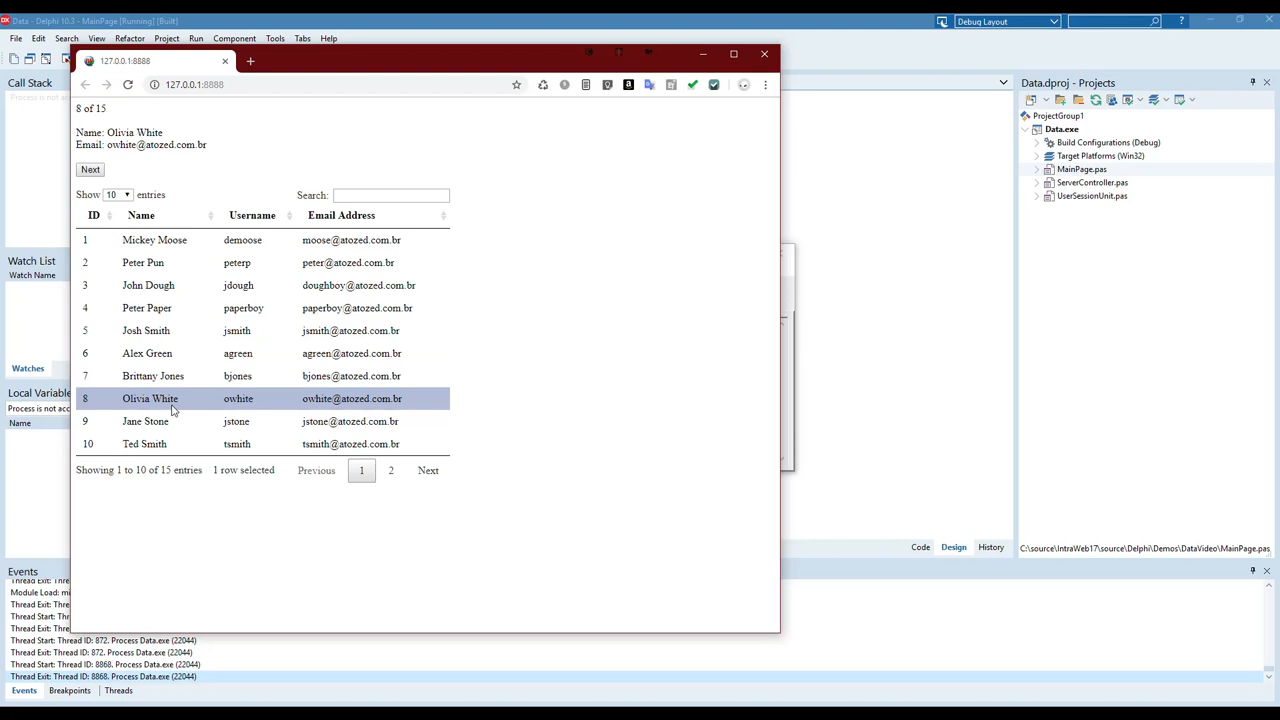 Data - Delphi 10.3 - MainPage [Running] [Built]
Debug Layout
File Edit Search View Refactor Project Run Component Tools Tabs Help
Call Stack
Process is not acc
Watch List
Watch Name
Watches
Local Variable
Process is not acc
Name
127.0.0.1:8888
127.0.0.1:8888
8 of 15
Name: Olivia White
Email: owhite@atozed.com.br
Next
Show 10 entries Search:
ID Name Username Email Address
1 Mickey Moose demoose moose@atozed.com.br
2 Peter Pun peterp peter@atozed.com.br
3 John Dough jdough doughboy@atozed.com.br
4 Peter Paper paperboy paperboy@atozed.com.br
5 Josh Smith jsmith jsmith@atozed.com.br
6 Alex Green agreen agreen@atozed.com.br
7 Brittany Jones bjones bjones@atozed.com.br
8 Olivia White owhite owhite@atozed.com.br
9 Jane Stone jstone jstone@atozed.com.br
10 Ted Smith tsmith tsmith@atozed.com.br
Showing 1 to 10 of 15 entries 1 row selected Previous 1 2 Next
Data.dproj - Projects
ProjectGroup1
Data.exe
Build Configurations (Debug)
Target Platforms (Win32)
MainPage.pas
ServerController.pas
UserSessionUnit.pas
Code Design History
C:\source\IntraWeb17\source\Delphi\Demos\DataVideo\MainPage.pas
Events
Thread Exit: Thre
Module Load: mi
Thread Exit: Thre
Thread Start: Thr
Thread Exit: Thre
Thread Exit: Thread ID: 872. Process Data.exe (22044)
Thread Exit: Thread ID: 7652. Process Data.exe (22044)
Thread Start: Thread ID: 8868. Process Data.exe (22044)
Thread Exit: Thread ID: 8868. Process Data.exe (22044)
Events Breakpoints Threads